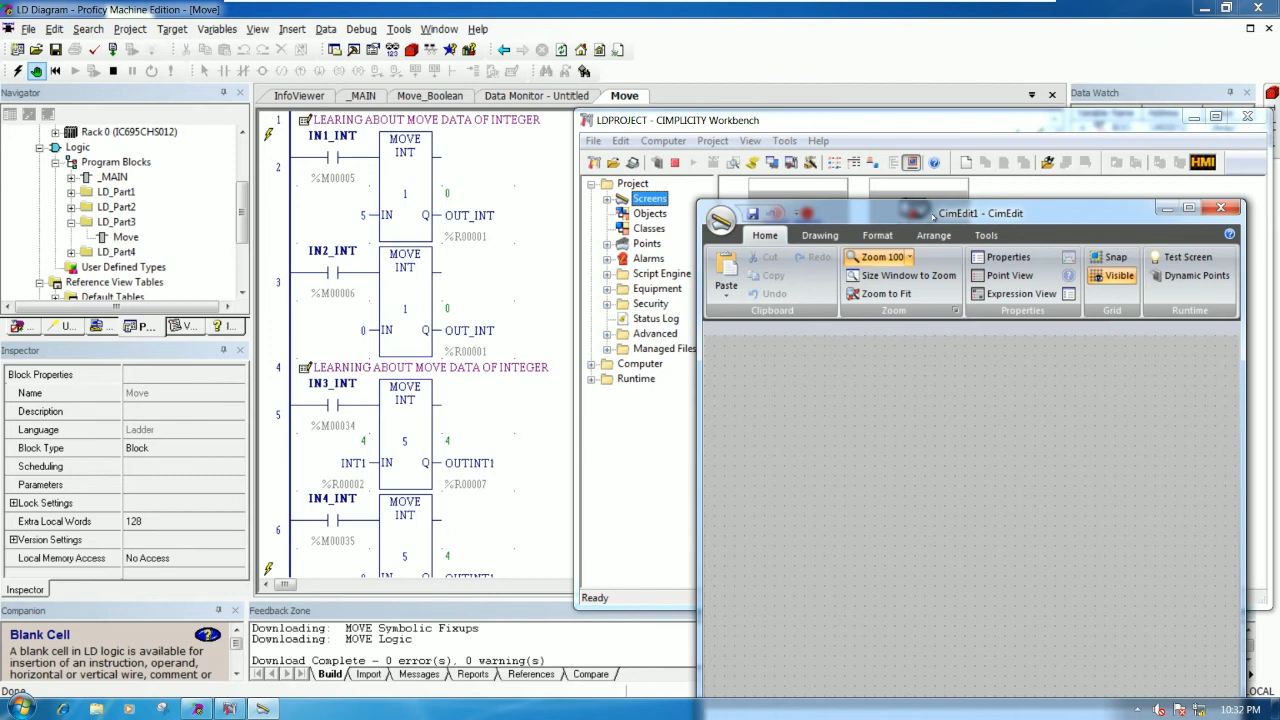 LD Diagram - Proficy Machine Edition - [Move]
File Edit Search Project Target Variables View Insert Data Debug Tools Window Help
Navigator
Rack 0 (IC695CHS012)
Logic
Program Blocks
_MAIN
LD_Part1
LD_Part2
LD_Part3
Move
LD_Part4
User Defined Types
Reference View Tables
Default Tables
U...
P...
V...
I...
Inspector
Block Properties
Name Move
Description
Language Ladder
Block Type Block
Scheduling
Parameters
Lock Settings
Extra Local Words 128
Version Settings
Local Memory Access No Access
Inspector
Companion
Blank Cell
A blank cell in LD logic is available for
insertion of an instruction, operand,
horizontal or vertical wire, comment or
Done
InfoViewer _MAIN Move_Boolean Data Monitor - Untitled Move
1 LEARING ABOUT MOVE DATA OF INTEGER
IN1_INT MOVE
INT
2
%M00005
1 0
5 IN Q OUT_INT
%R00001
IN2_INT MOVE
INT
3
%M00006
1 0
0 IN Q OUT_INT
%R00001
4 LEARNING ABOUT MOVE DATA OF INTEGER
IN3_INT MOVE
INT
5
%M00034
4 5 4
INT1 IN Q OUTINT1
%R00002 %R00007
IN4_INT MOVE
INT
6
%M00035
5 4
0 IN Q OUTINT1
Feedback Zone
Downloading: MOVE Symbolic Fixups
Downloading: MOVE Logic
Download Complete - 0 error(s), 0 warning(s)
Build Import Messages Reports References Compare
Data Watch
LDPROJECT - CIMPLICITY Workbench
File Edit Computer Project View Tools Help
HMI
Project
Screens
Objects
Classes
Points
Alarms
Script Engine
Equipment
Security
Status Log
Advanced
Managed Files
Computer
Runtime
Ready
CimEdit1 - CimEdit
Home Drawing Format Arrange Tools
Paste
Cut Redo
Copy
Undo
Clipboard
Zoom 100
Size Window to Zoom
Zoom to Fit
Zoom
Properties
Point View
Expression View
Properties
Snap
Visible
Grid
Test Screen
Dynamic Points
Runtime
LOCAL
10:32 PM